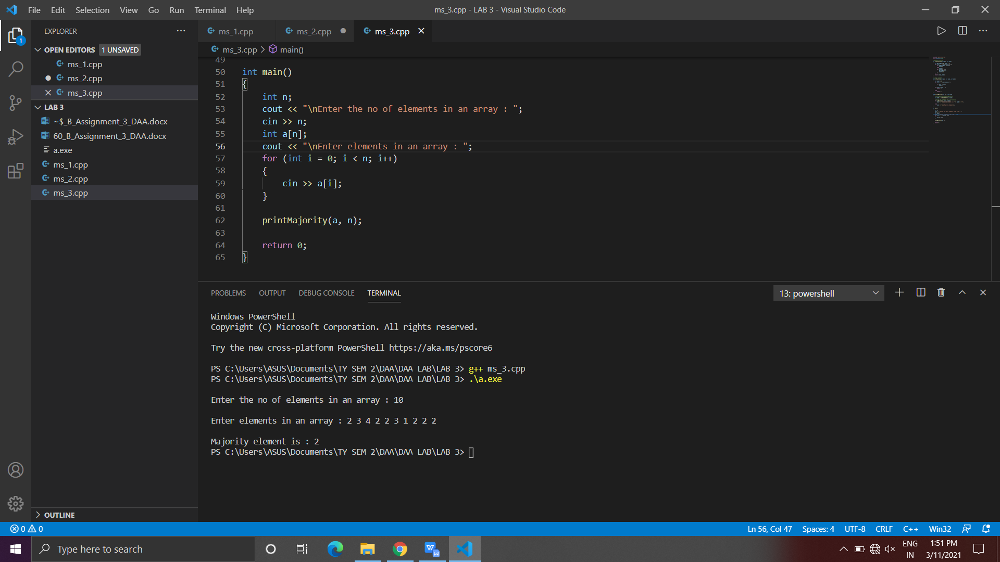 File Edit Selection View Go Run Terminal Help
ms_3.cpp - LAB 3 - Visual Studio Code
EXPLORER
1
OPEN EDITORS 1 UNSAVED
ms_1.cpp
ms_2.cpp
ms_3.cpp
LAB 3
~$_B_Assignment_3_DAA.docx
60_B_Assignment_3_DAA.docx
a.exe
ms_1.cpp
ms_2.cpp
ms_3.cpp
OUTLINE
ms_1.cpp ms_2.cpp ms_3.cpp
ms_3.cpp > main()
49
50 int main()
51 {
52 int n;
53 cout << "\nEnter the no of elements in an array : ";
54 cin >> n;
55 int a[n];
56 cout << "\nEnter elements in an array : ";
57 for (int i = 0; i < n; i++)
58 {
59 cin >> a[i];
60 }
61
62 printMajority(a, n);
63
64 return 0;
65 }
PROBLEMS OUTPUT DEBUG CONSOLE TERMINAL
13: powershell
Windows PowerShell
Copyright (C) Microsoft Corporation. All rights reserved.
Try the new cross-platform PowerShell https://aka.ms/pscore6
PS C:\Users\ASUS\Documents\TY SEM 2\DAA\DAA LAB\LAB 3> g++ ms_3.cpp
PS C:\Users\ASUS\Documents\TY SEM 2\DAA\DAA LAB\LAB 3> .\a.exe
Enter the no of elements in an array : 10
Enter elements in an array : 2 3 4 2 2 3 1 2 2 2
Majority element is : 2
PS C:\Users\ASUS\Documents\TY SEM 2\DAA\DAA LAB\LAB 3>
0 0
Ln 56, Col 47 Spaces: 4 UTF-8 CRLF C++ Win32
Type here to search
ENG
IN
1:51 PM
3/11/2021